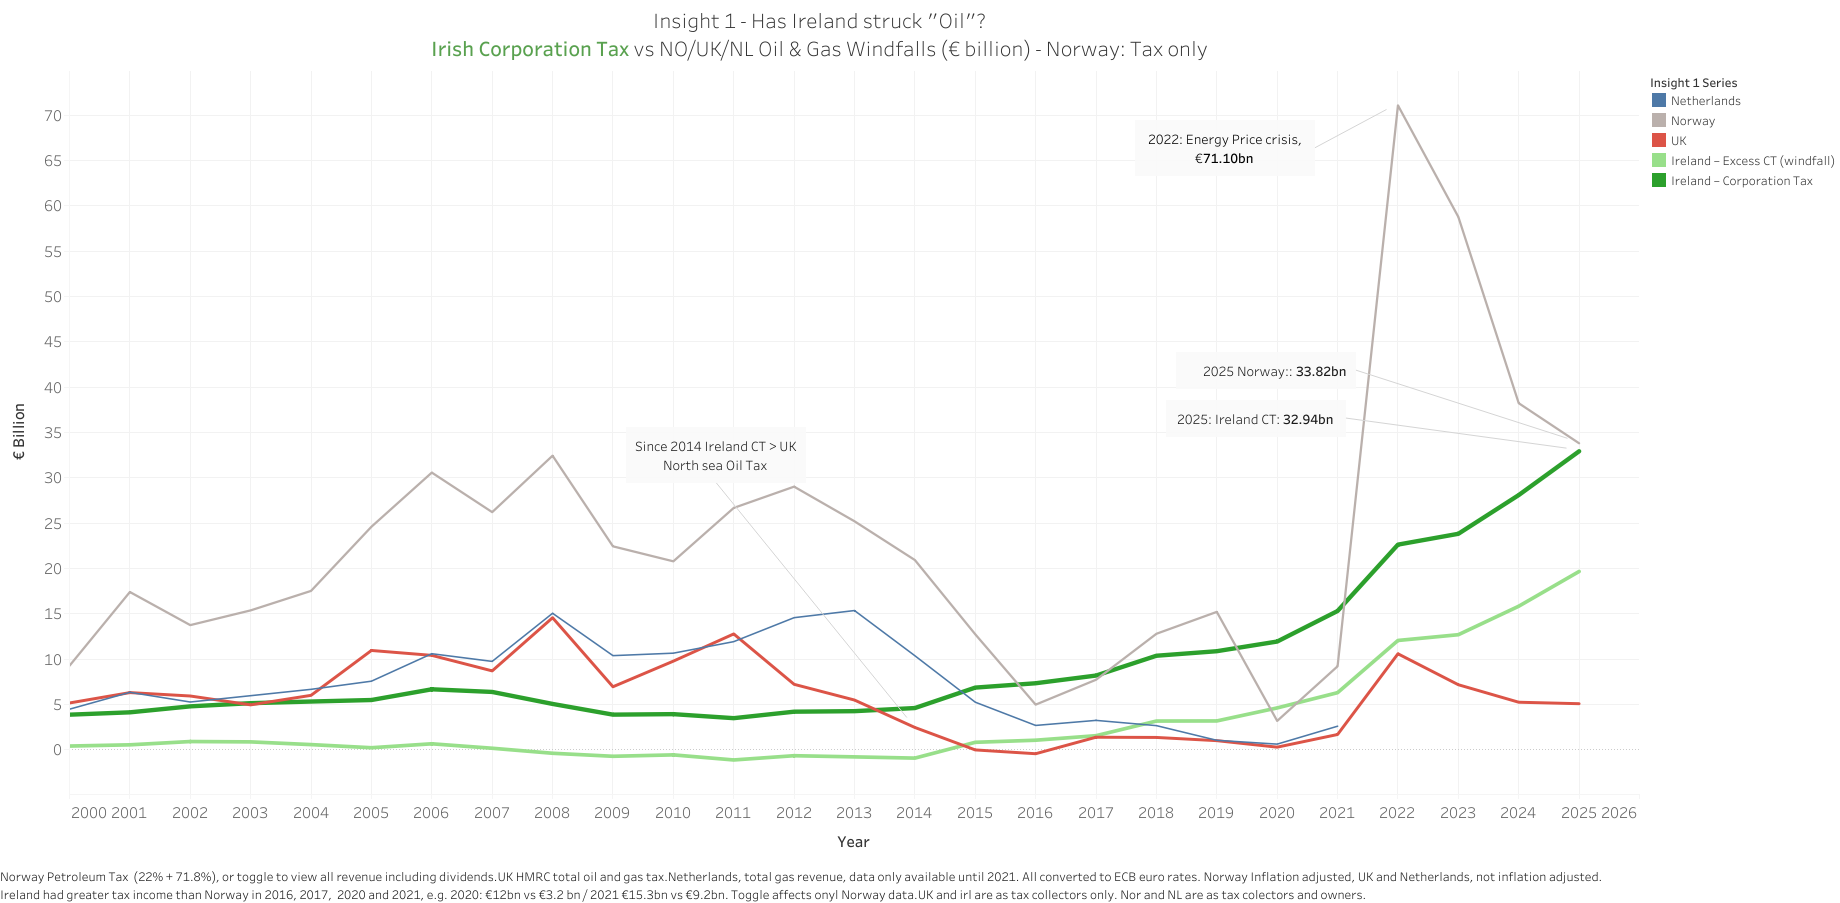 Insight 1 - Has Ireland struck "Oil"?
Irish Corporation Tax vs NO/UK/NL Oil & Gas Windfalls (€ billion) - Norway: Tax only
Insight 1 Series
Netherlands
Norway
UK
Ireland – Excess CT (windfall)
Ireland – Corporation Tax
70
65
60
55
50
45
40
35
30
25
20
15
10
5
0
€ Billion
2022: Energy Price crisis,
€71.10bn
2025 Norway:: 33.82bn
2025: Ireland CT: 32.94bn
Since 2014 Ireland CT > UK
North sea Oil Tax
2000 2001 2002 2003 2004 2005 2006 2007 2008 2009 2010 2011 2012 2013 2014 2015 2016 2017 2018 2019 2020 2021 2022 2023 2024 2025 2026
Year
Norway Petroleum Tax (22% + 71.8%), or toggle to view all revenue including dividends.UK HMRC total oil and gas tax.Netherlands, total gas revenue, data only available until 2021. All converted to ECB euro rates. Norway Inflation adjusted, UK and Netherlands, not inflation adjusted.
Ireland had greater tax income than Norway in 2016, 2017, 2020 and 2021, e.g. 2020: €12bn vs €3.2 bn / 2021 €15.3bn vs €9.2bn. Toggle affects onyl Norway data.UK and irl are as tax collectors only. Nor and NL are as tax colectors and owners.